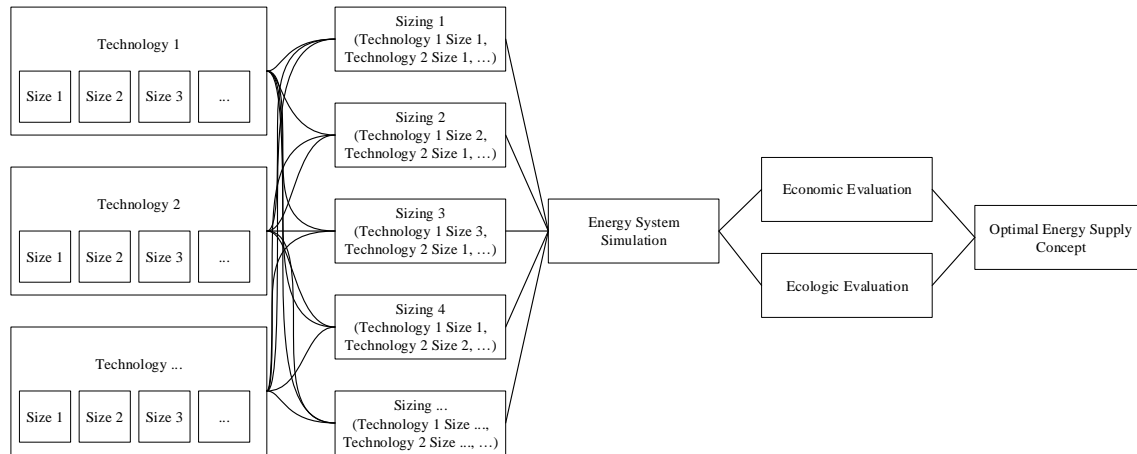 Technology 1
Size 1
Size 2
Size 3
...
Technology 2
Size 1
Size 2
Size 3
...
Technology ...
Size 1
Size 2
Size 3
...
Sizing 1
(Technology 1 Size 1,
Technology 2 Size 1, …)
Sizing 2
(Technology 1 Size 2,
Technology 2 Size 1, …)
Sizing 3
(Technology 1 Size 3,
Technology 2 Size 1, …)
Sizing 4
(Technology 1 Size 1,
Technology 2 Size 2, …)
Sizing ...
(Technology 1 Size ...,
Technology 2 Size ..., …)
Energy System
Simulation
Economic Evaluation
Ecologic Evaluation
Optimal Energy Supply
Concept